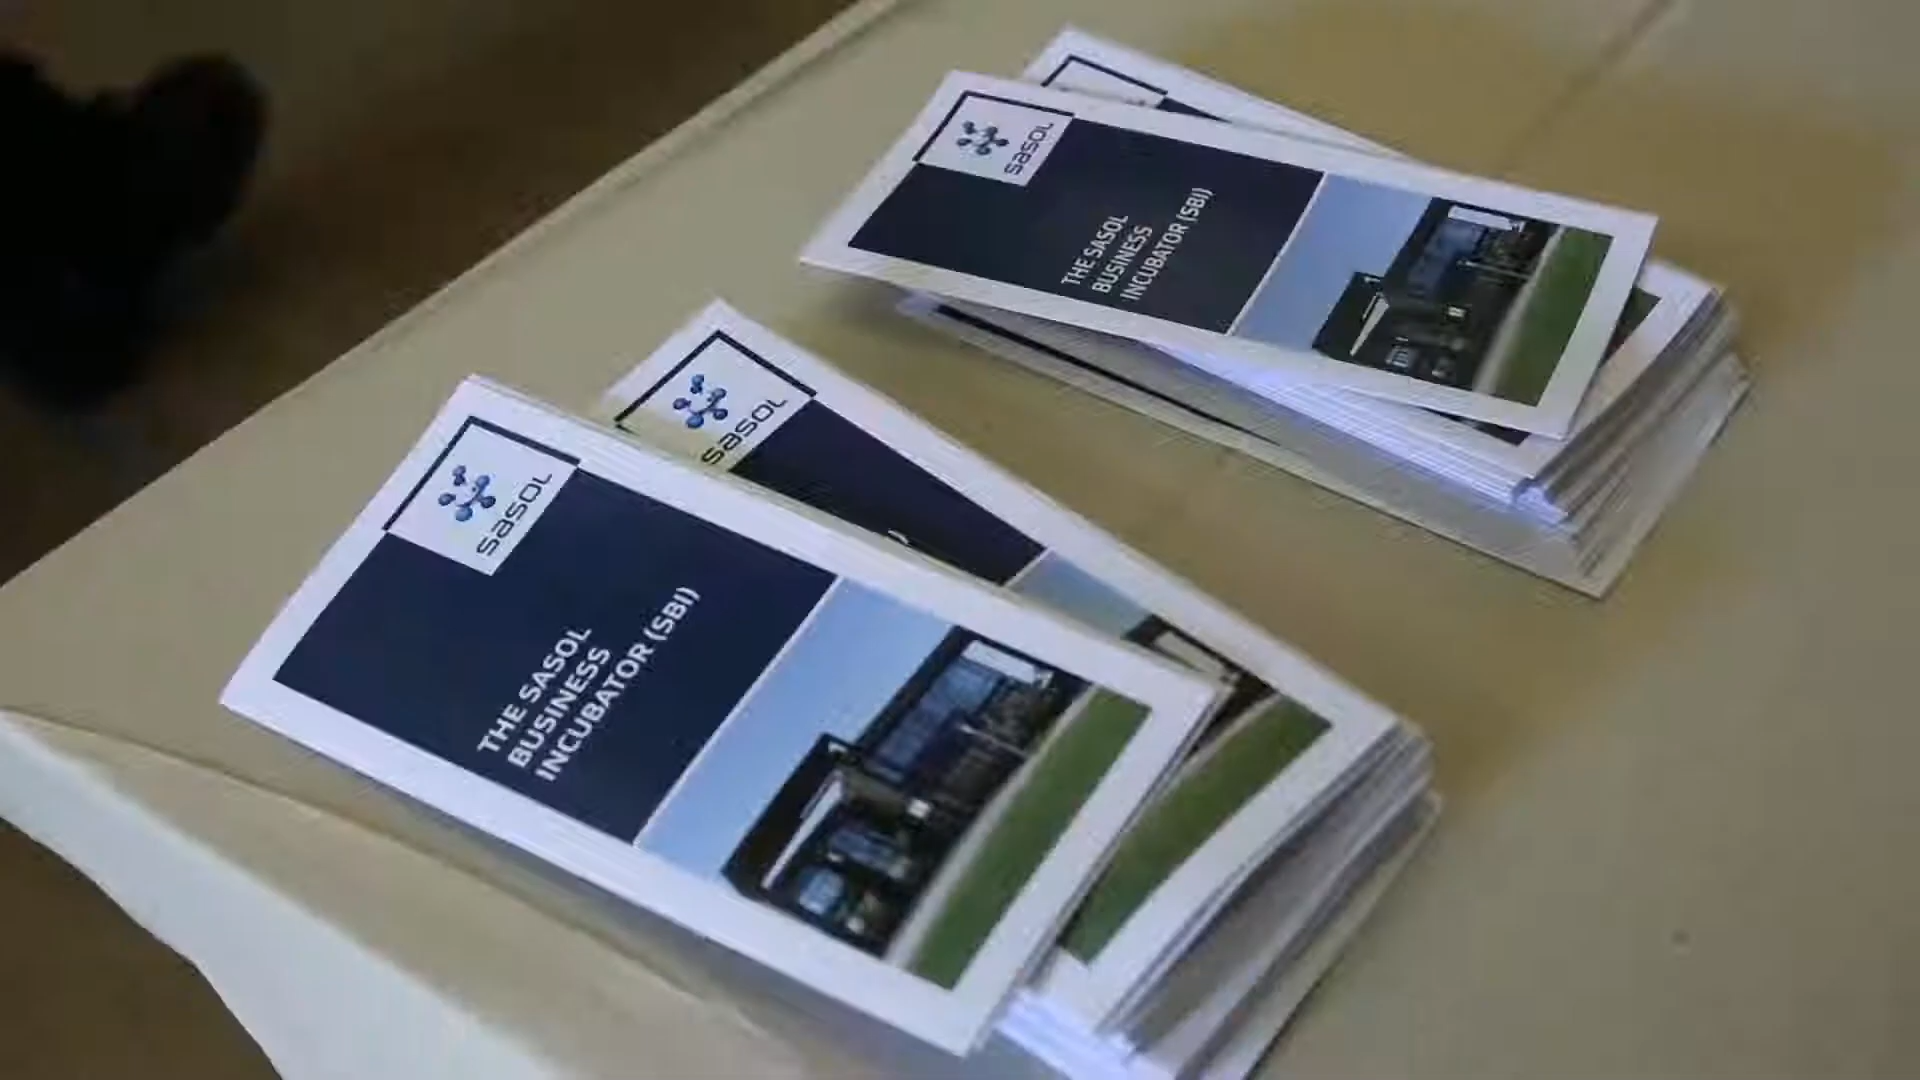 sasol
THE SASOL
BUSINESS
INCUBATOR (SBI)
sasol
sasol
THE SASOL
BUSINESS
INCUBATOR (SBI)